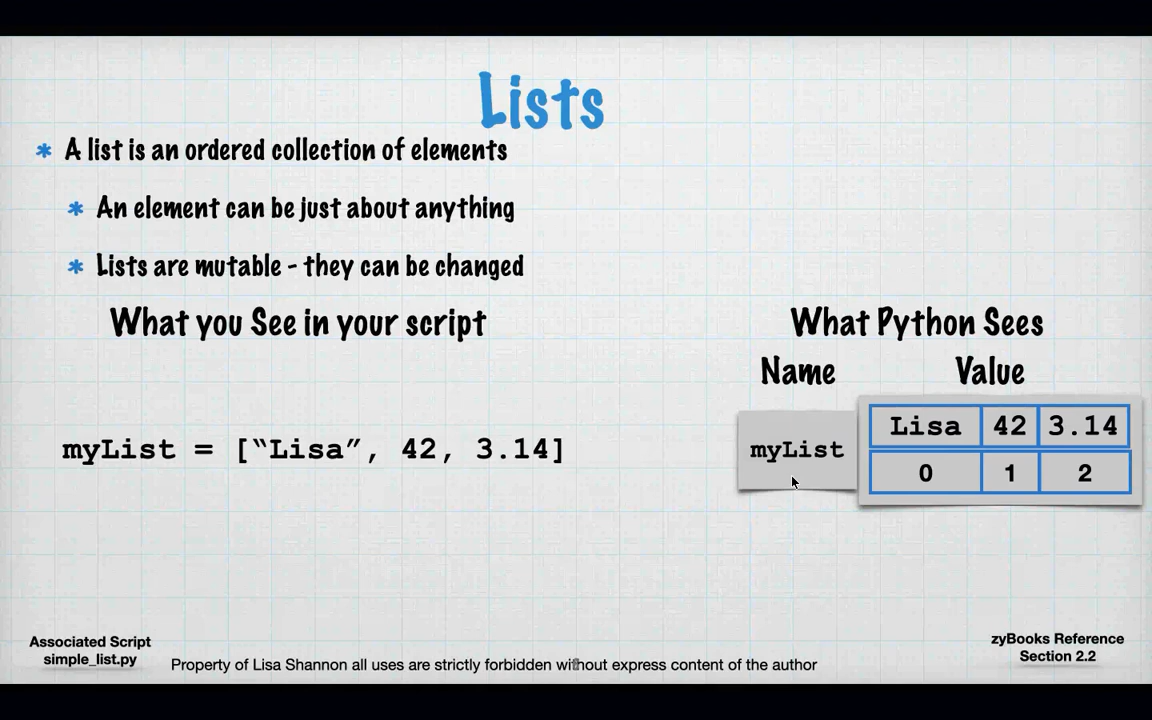 Lists
* A list is an ordered collection of elements
* An element can be just about anything
* Lists are mutable - they can be changed
What you See in your script
What Python Sees
Name Value
myList = [“Lisa”, 42, 3.14]
myList
Lisa 42 3.14
0 1 2
Associated Script
simple_list.py
Property of Lisa Shannon all uses are strictly forbidden without express content of the author
zyBooks Reference
Section 2.2